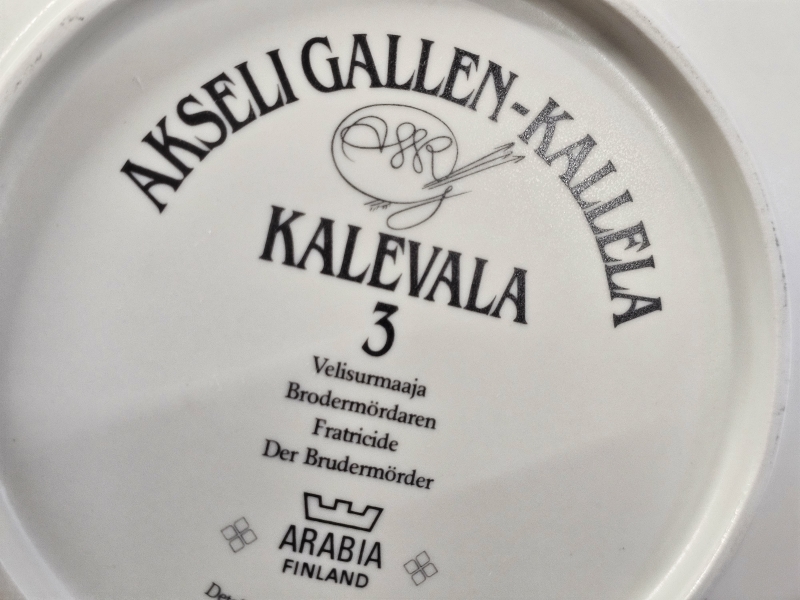 AKSELI GALLEN-KALLELA
KALEVALA
3
Velisurmaaja
Brodermördaren
Fratricide
Der Brudermörder
ARABIA
FINLAND